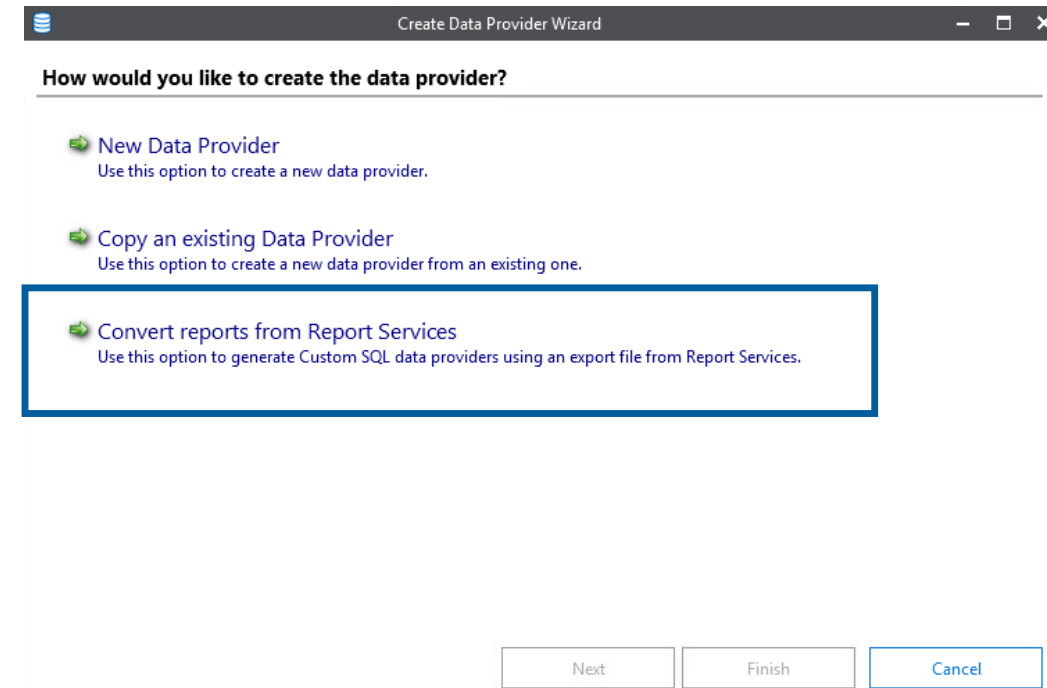 Create Data Provider Wizard
How would you like to create the data provider?
New Data Provider
Use this option to create a new data provider.
Copy an existing Data Provider
Use this option to create a new data provider from an existing one.
Convert reports from Report Services
Use this option to generate Custom SQL data providers using an export file from Report Services.
Next Finish Cancel